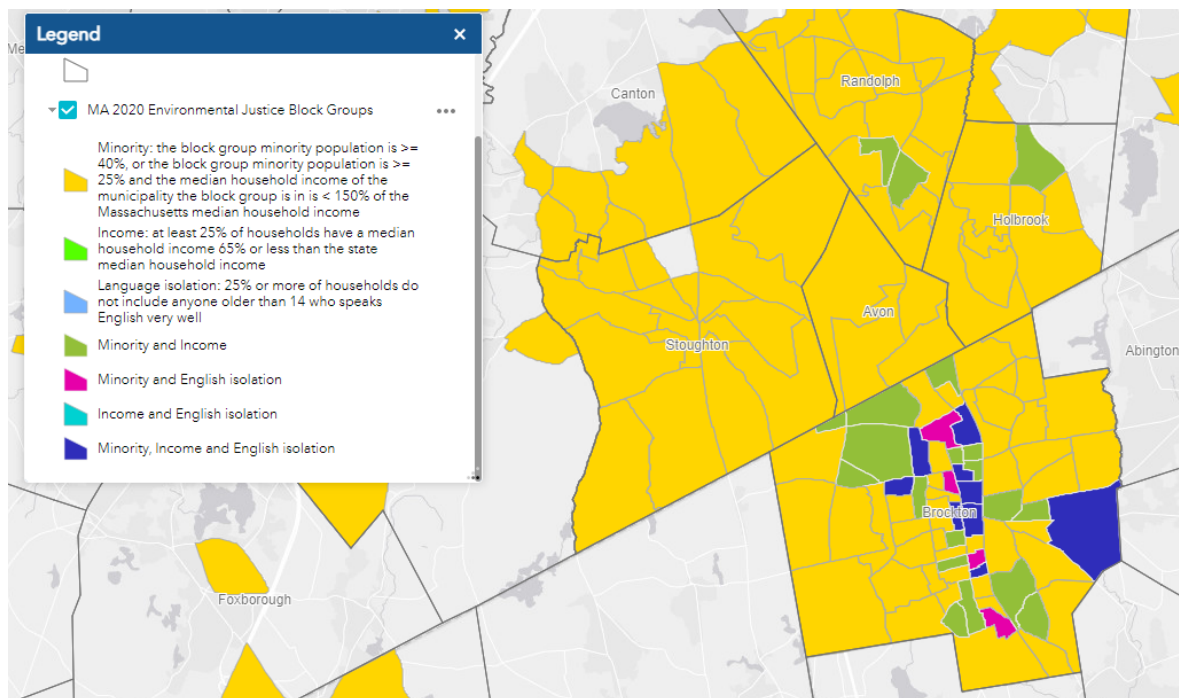 Legend
×
MA 2020 Environmental Justice Block Groups
•••
Minority: the block group minority population is >=
40%, or the block group minority population is >=
25% and the median household income of the
municipality the block group is in is < 150% of the
Massachusetts median household income
Income: at least 25% of households have a median
household income 65% or less than the state
median household income
Language isolation: 25% or more of households do
not include anyone older than 14 who speaks
English very well
Minority and Income
Minority and English isolation
Income and English isolation
Minority, Income and English isolation
Canton
Randolph
Holbrook
Avon
Stoughton
Abington
Brockton
Foxborough